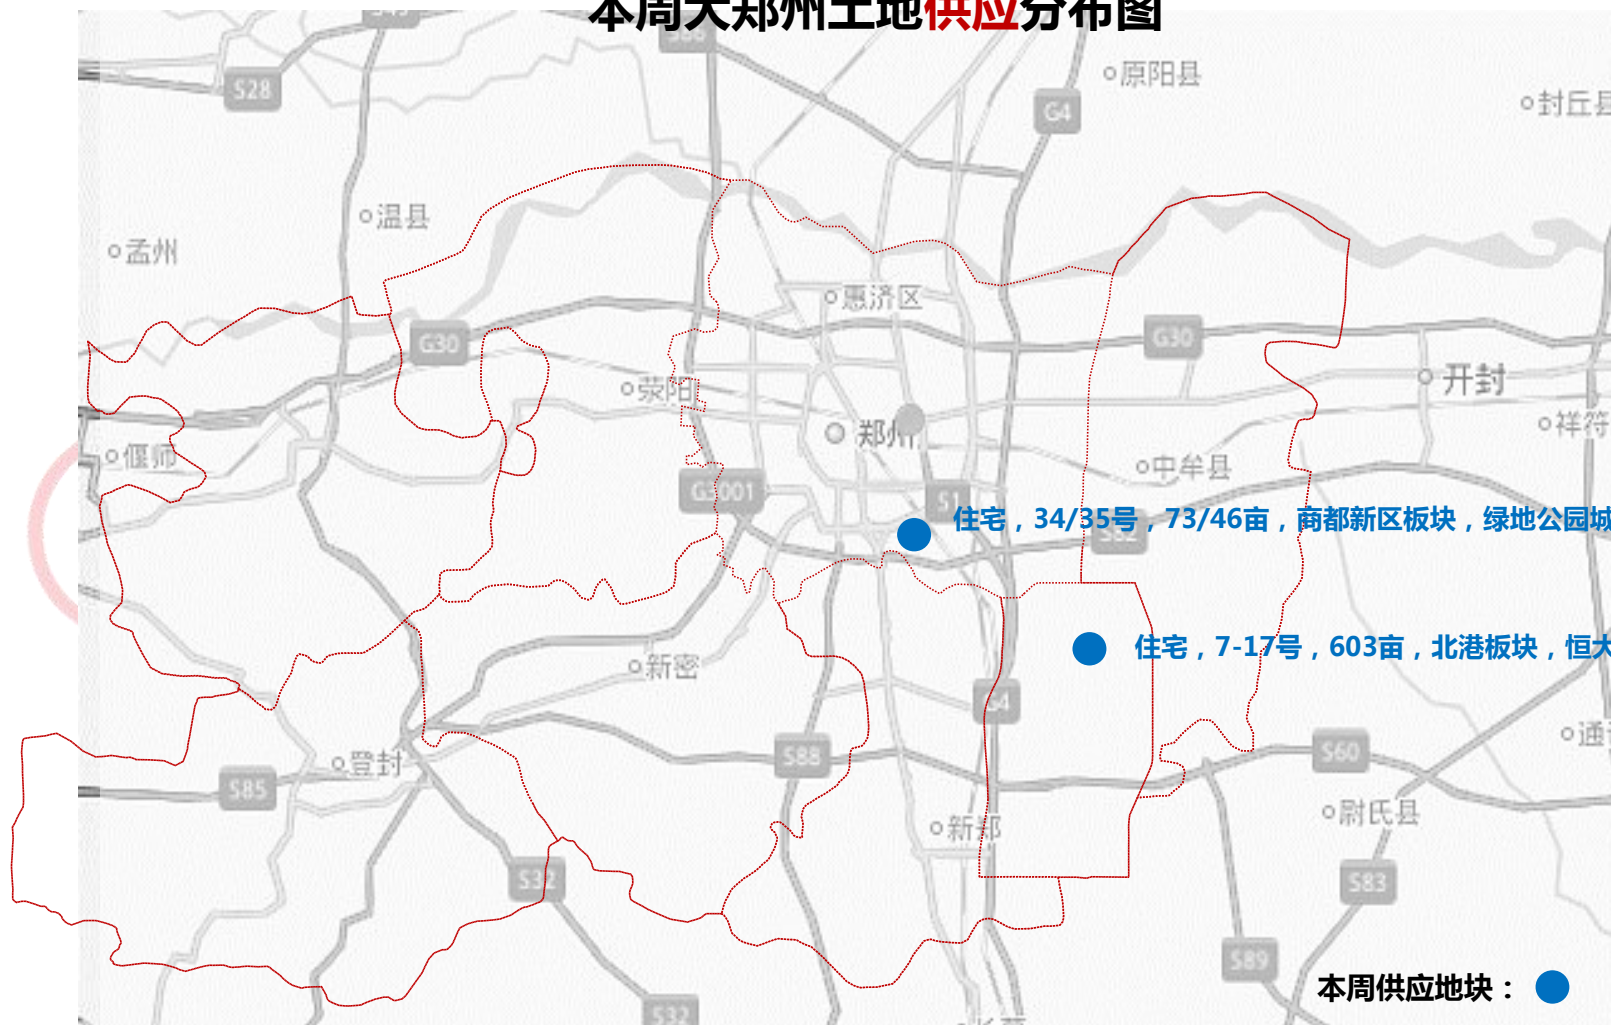 本周大郑州土地供应分布图
S28
G4
原阳县
封丘县
温县
孟州
惠济区
G30
G30
荥阳
开封
郑州
祥符
偃师
中牟县
G3001
S1
住宅，34/35号，73/46亩，商都新区板块，绿地公园城
S82
住宅，7-17号，603亩，北港板块，恒大
新密
G4
登封
S88
S60
通
S85
尉氏县
新郑
S32
S83
S89
本周供应地块：
S32